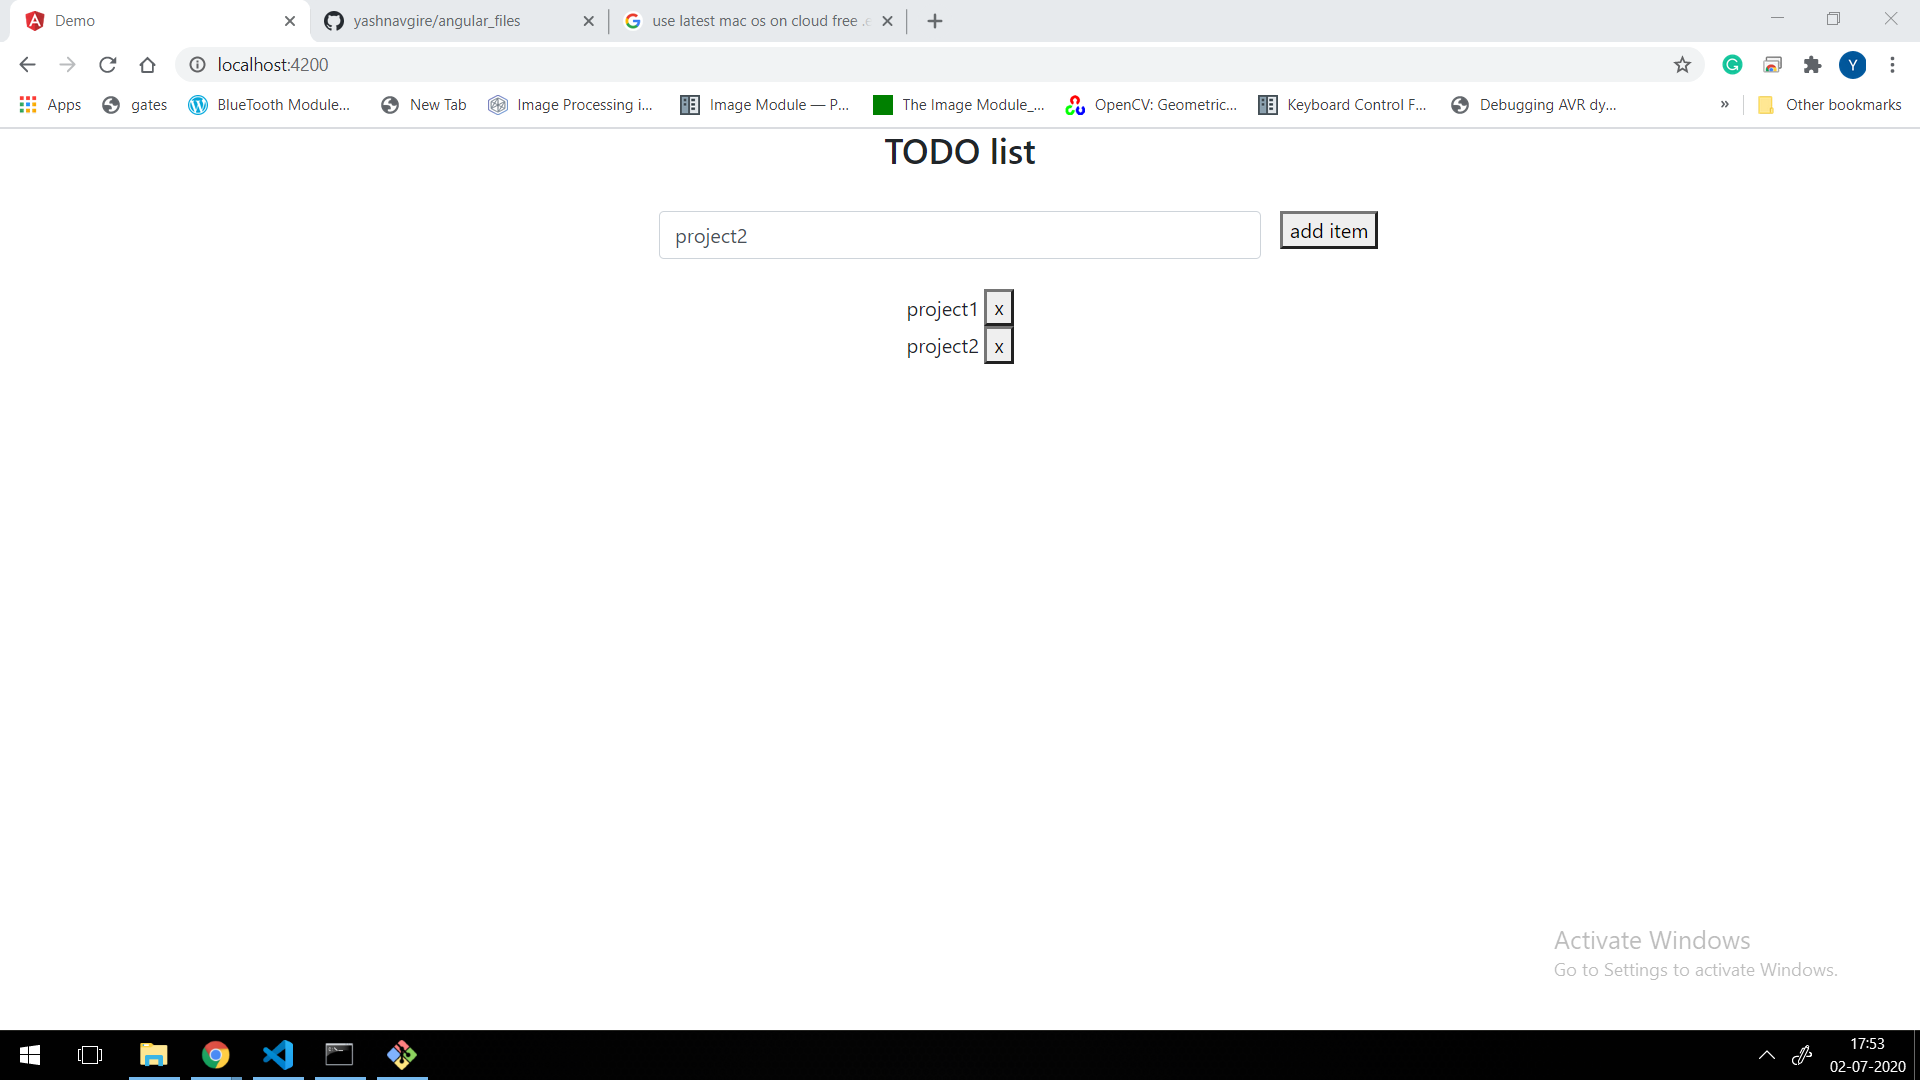 Demo
yashnavgire/angular_files
use latest mac os on cloud free
localhost:4200
Apps
gates
BlueTooth Module...
New Tab
Image Processing i...
Image Module — P...
The Image Module_...
OpenCV: Geometric...
Keyboard Control F...
Debugging AVR dy...
»
Other bookmarks
Y
TODO list
project2
add item
project1 x
project2 x
Activate Windows
Go to Settings to activate Windows.
17:53
02-07-2020